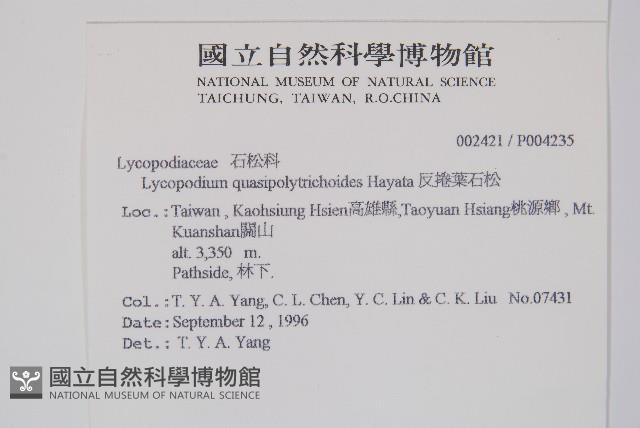 國立自然科學博物館
NATIONAL MUSEUM OF NATURAL SCIENCE
TAICHUNG, TAIWAN, R.O.CHINA
002421 / P004235
Lycopodiaceae 石松科
Lycopodium quasipolytrichoides Hayata 反捲葉石松
Loc.: Taiwan , Kaohsiung Hsien高雄縣,Taoyuan Hsiang桃源鄉 , Mt.
Kuanshan關山
alt. 3,350 m.
Pathside, 林下.
Col.: T. Y. A. Yang, C. L. Chen, Y. C. Lin & C. K. Liu No.07431
Date: September 12 , 1996
Det.: T. Y. A. Yang
國立自然科學博物館
NATIONAL MUSEUM OF NATURAL SCIENCE